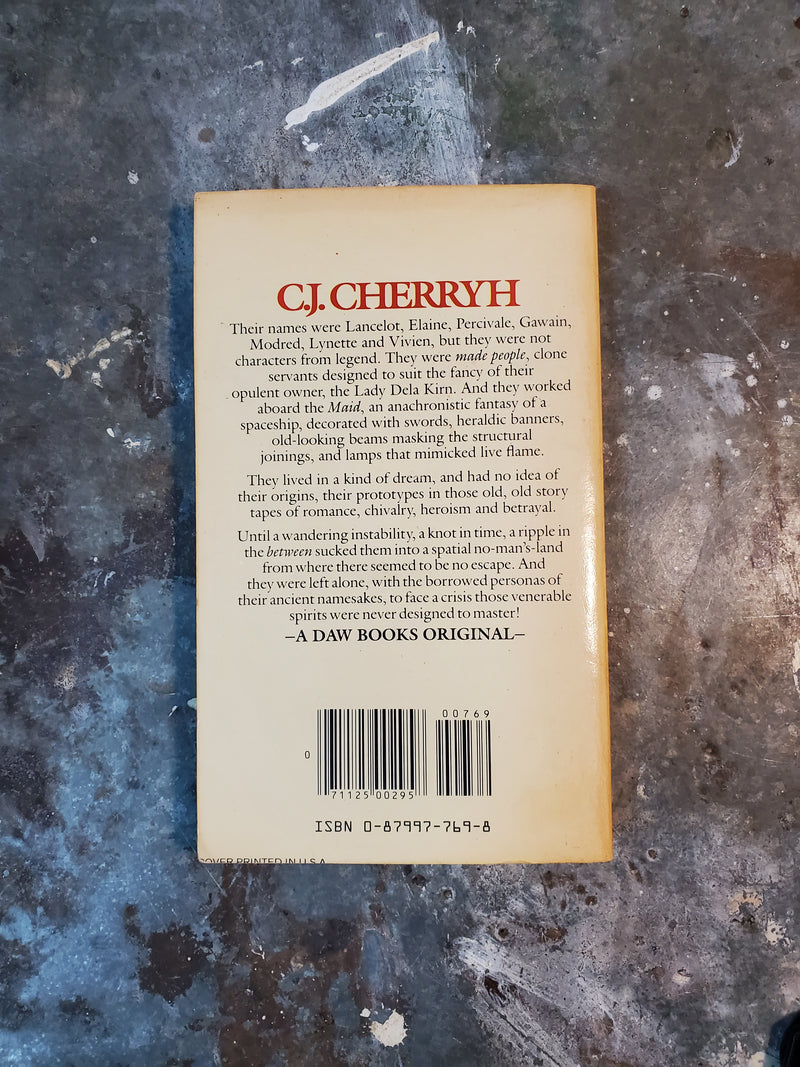 C.J. CHERRYH
Their names were Lancelot, Elaine, Percivale, Gawain,
Modred, Lynette and Vivien, but they were not
characters from legend. They were made people, clone
servants designed to suit the fancy of their
opulent owner, the Lady Dela Kirn. And they worked
aboard the Maid, an anachronistic fantasy of a
spaceship, decorated with swords, heraldic banners,
old-looking beams masking the structural
joinings, and lamps that mimicked live flame.
They lived in a kind of dream, and had no idea of
their origins, their prototypes in those old, old story
tapes of romance, chivalry, heroism and betrayal.
Until a wandering instability, a knot in time, a ripple in
the between sucked them into a spatial no-man's-land
from where there seemed to be no escape. And
they were left alone, with the borrowed personas of
their ancient namesakes, to face a crisis those venerable
spirits were never designed to master!
–A DAW BOOKS ORIGINAL–
00769
0
71125 00295
ISBN 0-87997-769-8
COVER PRINTED IN U.S.A.